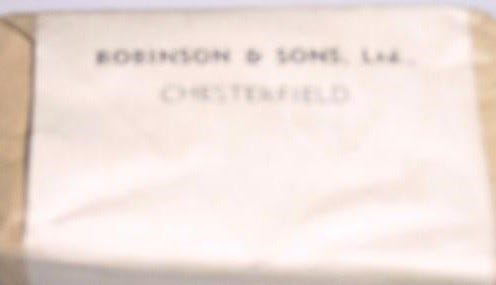 ROBINSON & SONS, Ltd.,
CHESTERFIELD